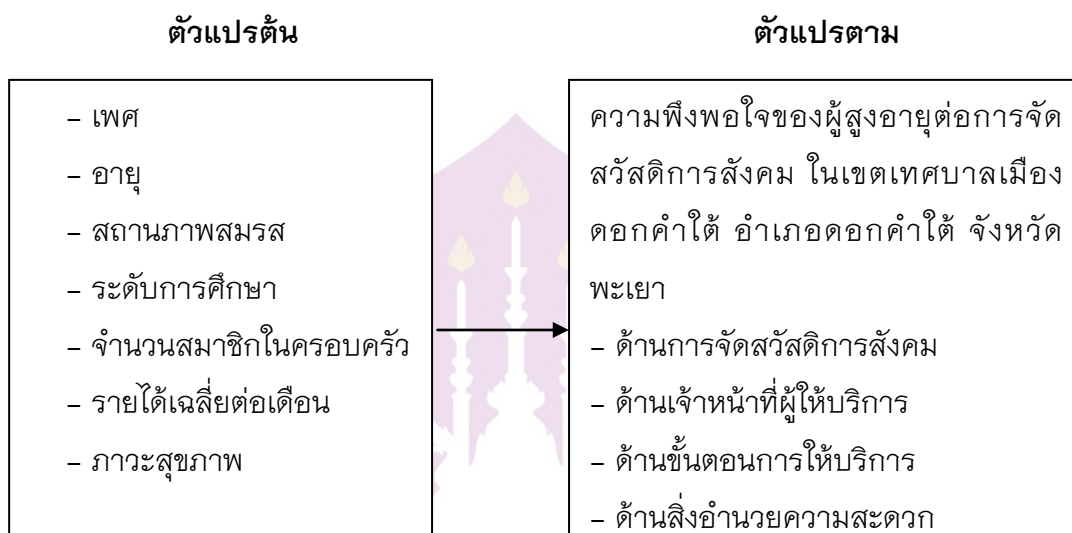 ตัวแปรต้น
ตัวแปรตาม
– เพศ
– อายุ
– สถานภาพสมรส
– ระดับการศึกษา
– จำนวนสมาชิกในครอบครัว
– รายได้เฉลี่ยต่อเดือน
– ภาวะสุขภาพ
ความพึงพอใจของผู้สูงอายุต่อการจัด
สวัสดิการสังคม ในเขตเทศบาลเมือง
ดอกคำใต้ อำเภอดอกคำใต้ จังหวัด
พะเยา
– ด้านการจัดสวัสดิการสังคม
– ด้านเจ้าหน้าที่ผู้ให้บริการ
– ด้านขั้นตอนการให้บริการ
– ด้านสิ่งอำนวยความสะดวก